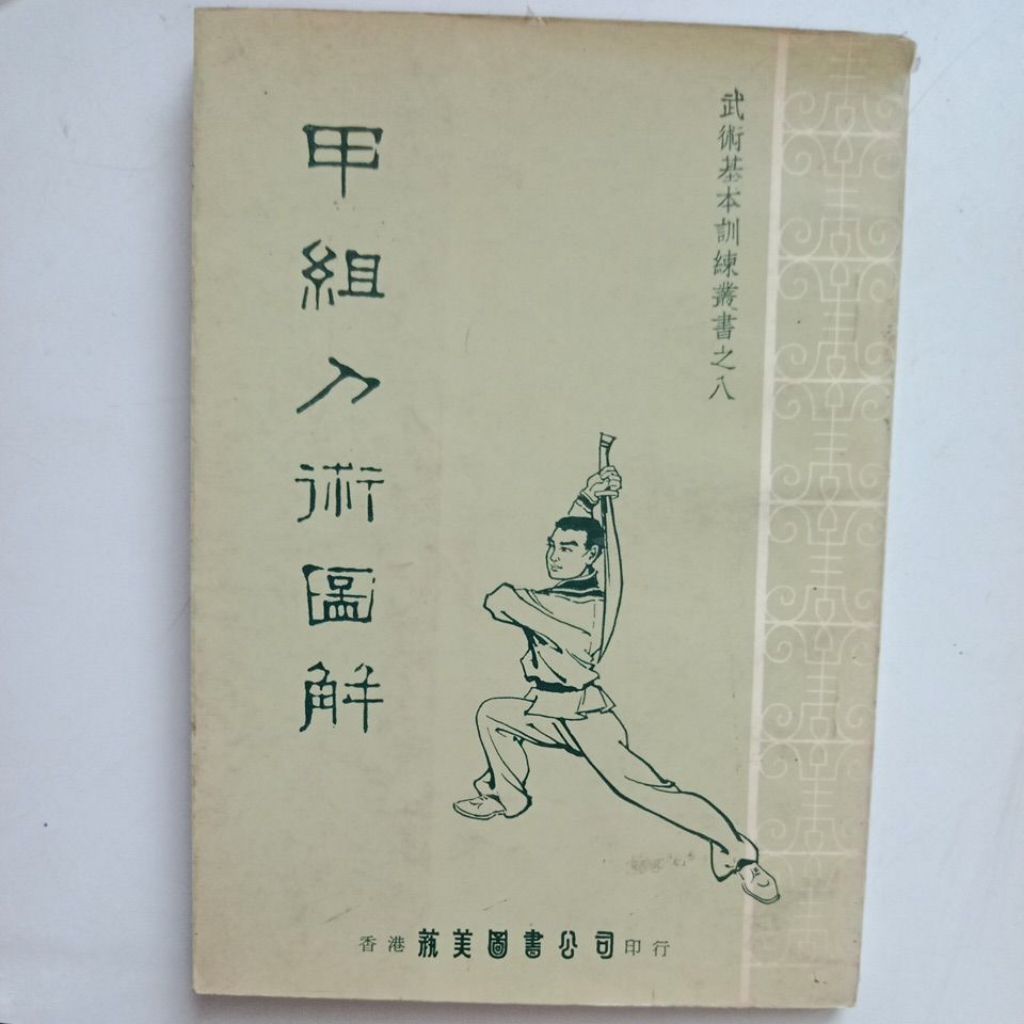 武術基本訓練叢書之八
甲組刀術圖解
香港藝美圖書公司印行